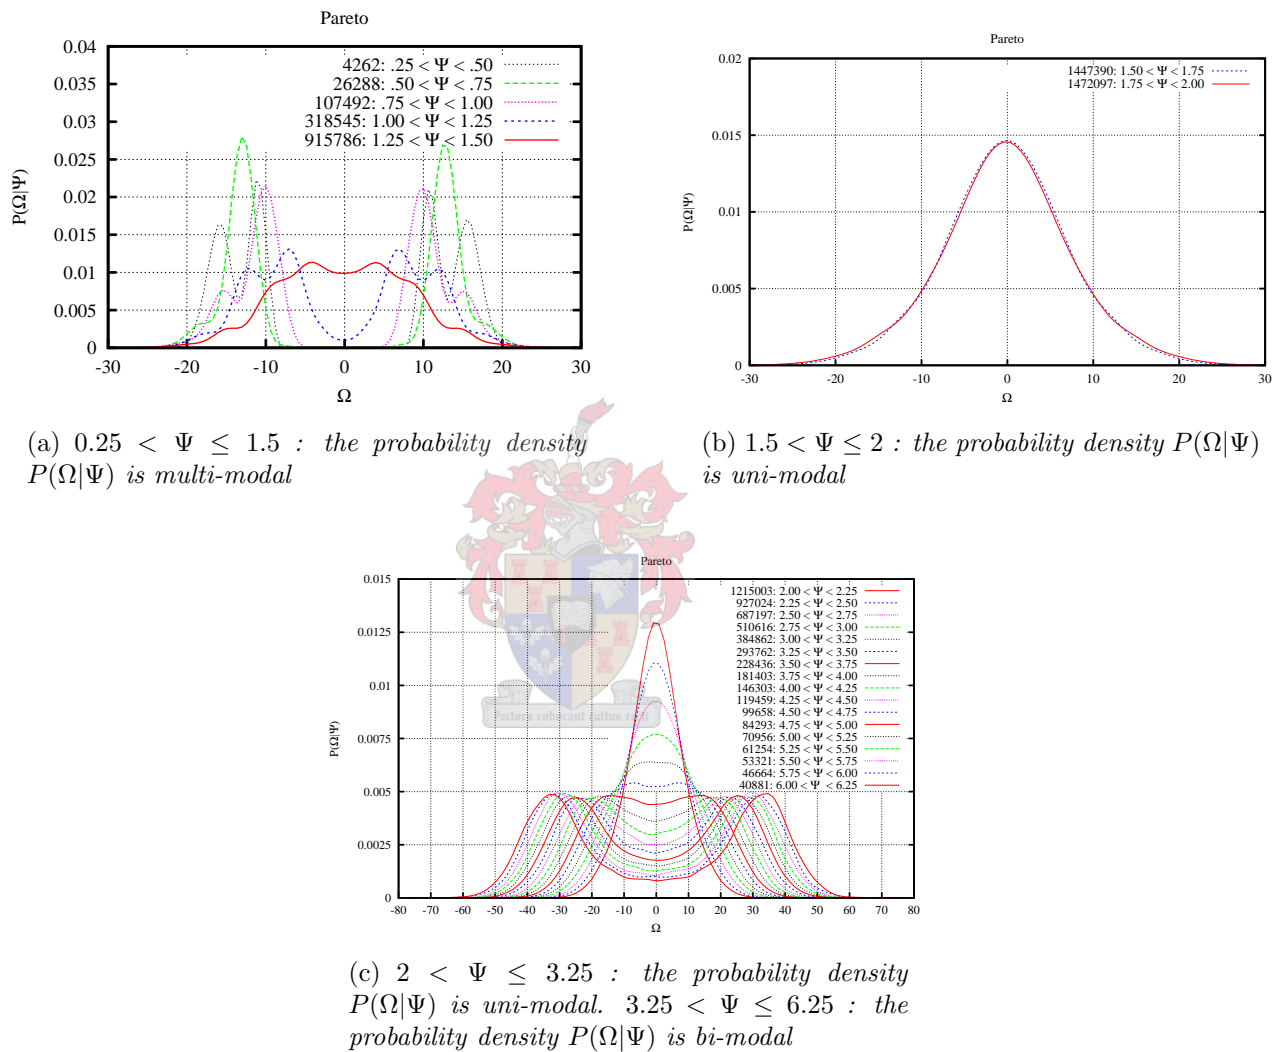 Pareto
0.04
0.035
0.03
0.025
0.02
0.015
0.01
0.005
0
-30
-20
-10
0
10
20
30
P(Ω|Ψ)
Ω
4262: .25 < Ψ < .50
26288: .50 < Ψ < .75
107492: .75 < Ψ < 1.00
318545: 1.00 < Ψ < 1.25
915786: 1.25 < Ψ < 1.50
(a) 0.25 < Ψ ≤ 1.5 : the probability density
P(Ω|Ψ) is multi-modal
Pareto
0.02
0.015
0.01
0.005
0
-30
-20
-10
0
10
20
30
P(Ω|Ψ)
Ω
1447390: 1.50 < Ψ < 1.75
1472097: 1.75 < Ψ < 2.00
(b) 1.5 < Ψ ≤ 2 : the probability density P(Ω|Ψ)
is uni-modal
Pareto
0.015
0.0125
0.01
0.0075
0.005
0.0025
0
-80
-70
-60
-50
-40
-30
-20
-10
0
10
20
30
40
50
60
70
80
P(Ω|Ψ)
Ω
1215003: 2.00 < Ψ < 2.25
927024: 2.25 < Ψ < 2.50
687197: 2.50 < Ψ < 2.75
510616: 2.75 < Ψ < 3.00
384862: 3.00 < Ψ < 3.25
293762: 3.25 < Ψ < 3.50
228436: 3.50 < Ψ < 3.75
181403: 3.75 < Ψ < 4.00
146303: 4.00 < Ψ < 4.25
119459: 4.25 < Ψ < 4.50
99658: 4.50 < Ψ < 4.75
84293: 4.75 < Ψ < 5.00
70956: 5.00 < Ψ < 5.25
61254: 5.25 < Ψ < 5.50
53321: 5.50 < Ψ < 5.75
46664: 5.75 < Ψ < 6.00
40881: 6.00 < Ψ < 6.25
Pectora roborant cultus recti
(c) 2 < Ψ ≤ 3.25 : the probability density
P(Ω|Ψ) is uni-modal. 3.25 < Ψ ≤ 6.25 : the
probability density P(Ω|Ψ) is bi-modal